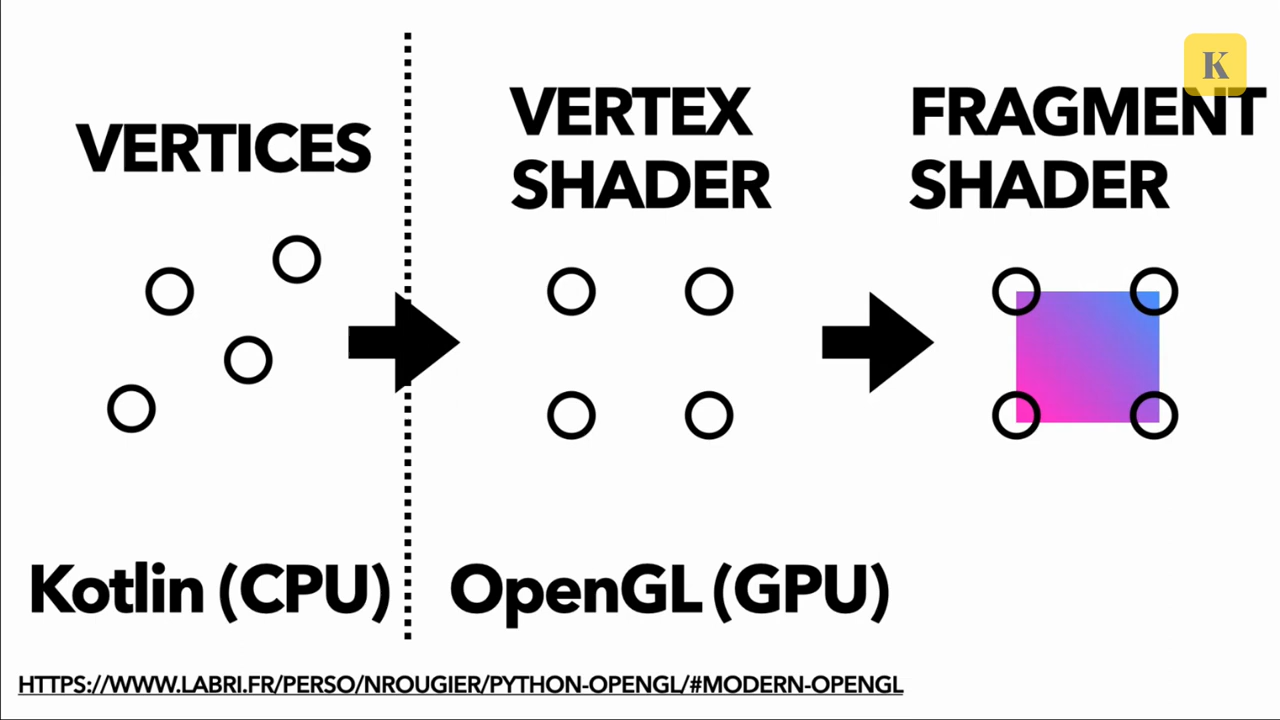 K
VERTICES
VERTEX
SHADER
FRAGMENT
SHADER
Kotlin (CPU)
OpenGL (GPU)
HTTPS://WWW.LABRI.FR/PERSO/NROUGIER/PYTHON-OPENGL/#MODERN-OPENGL